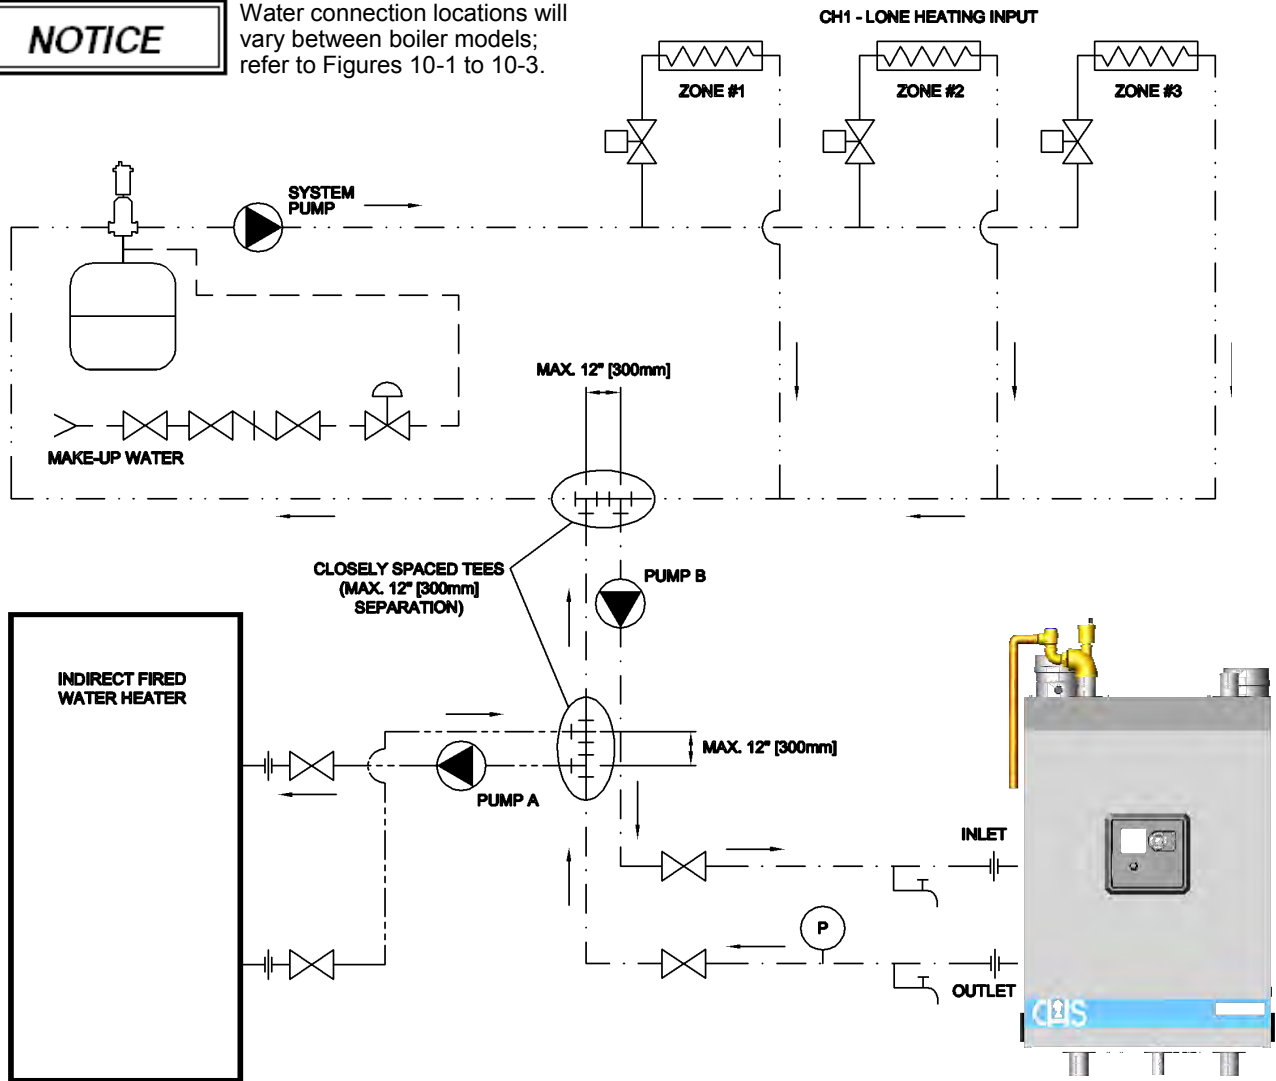 NOTICE
Water connection locations will
vary between boiler models;
refer to Figures 10-1 to 10-3.
CH1 - LONE HEATING INPUT
ZONE #1
ZONE #2
ZONE #3
SYSTEM
PUMP
MAX. 12" [300mm]
MAKE-UP WATER
CLOSELY SPACED TEES
(MAX. 12" [300mm]
SEPARATION)
PUMP B
INDIRECT FIRED
WATER HEATER
MAX. 12" [300mm]
PUMP A
INLET
P
OUTLET